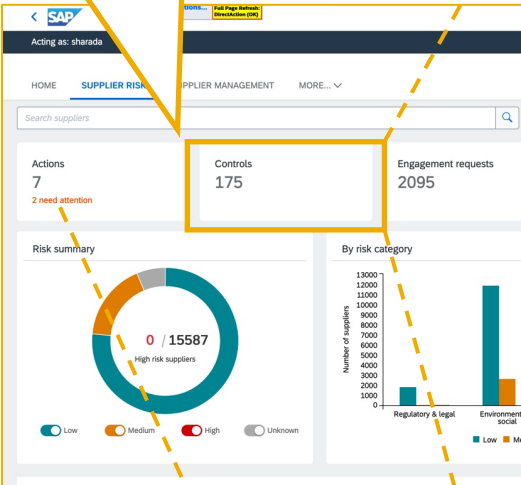 tions...
Full Page Refresh:
DirectAction (OK)
SAP
Acting as: sharada
HOME
SUPPLIER RISK
SUPPLIER MANAGEMENT
MORE...
Search suppliers
Actions
7
2 need attention
Controls
175
Engagement requests
2095
Risk summary
0 / 15587
High risk suppliers
Low
Medium
High
Unknown
By risk category
Number of suppliers
13000
12000
11000
10000
9000
8000
7000
6000
5000
4000
3000
2000
1000
0
Regulatory & legal
Environment
social
Low
Me